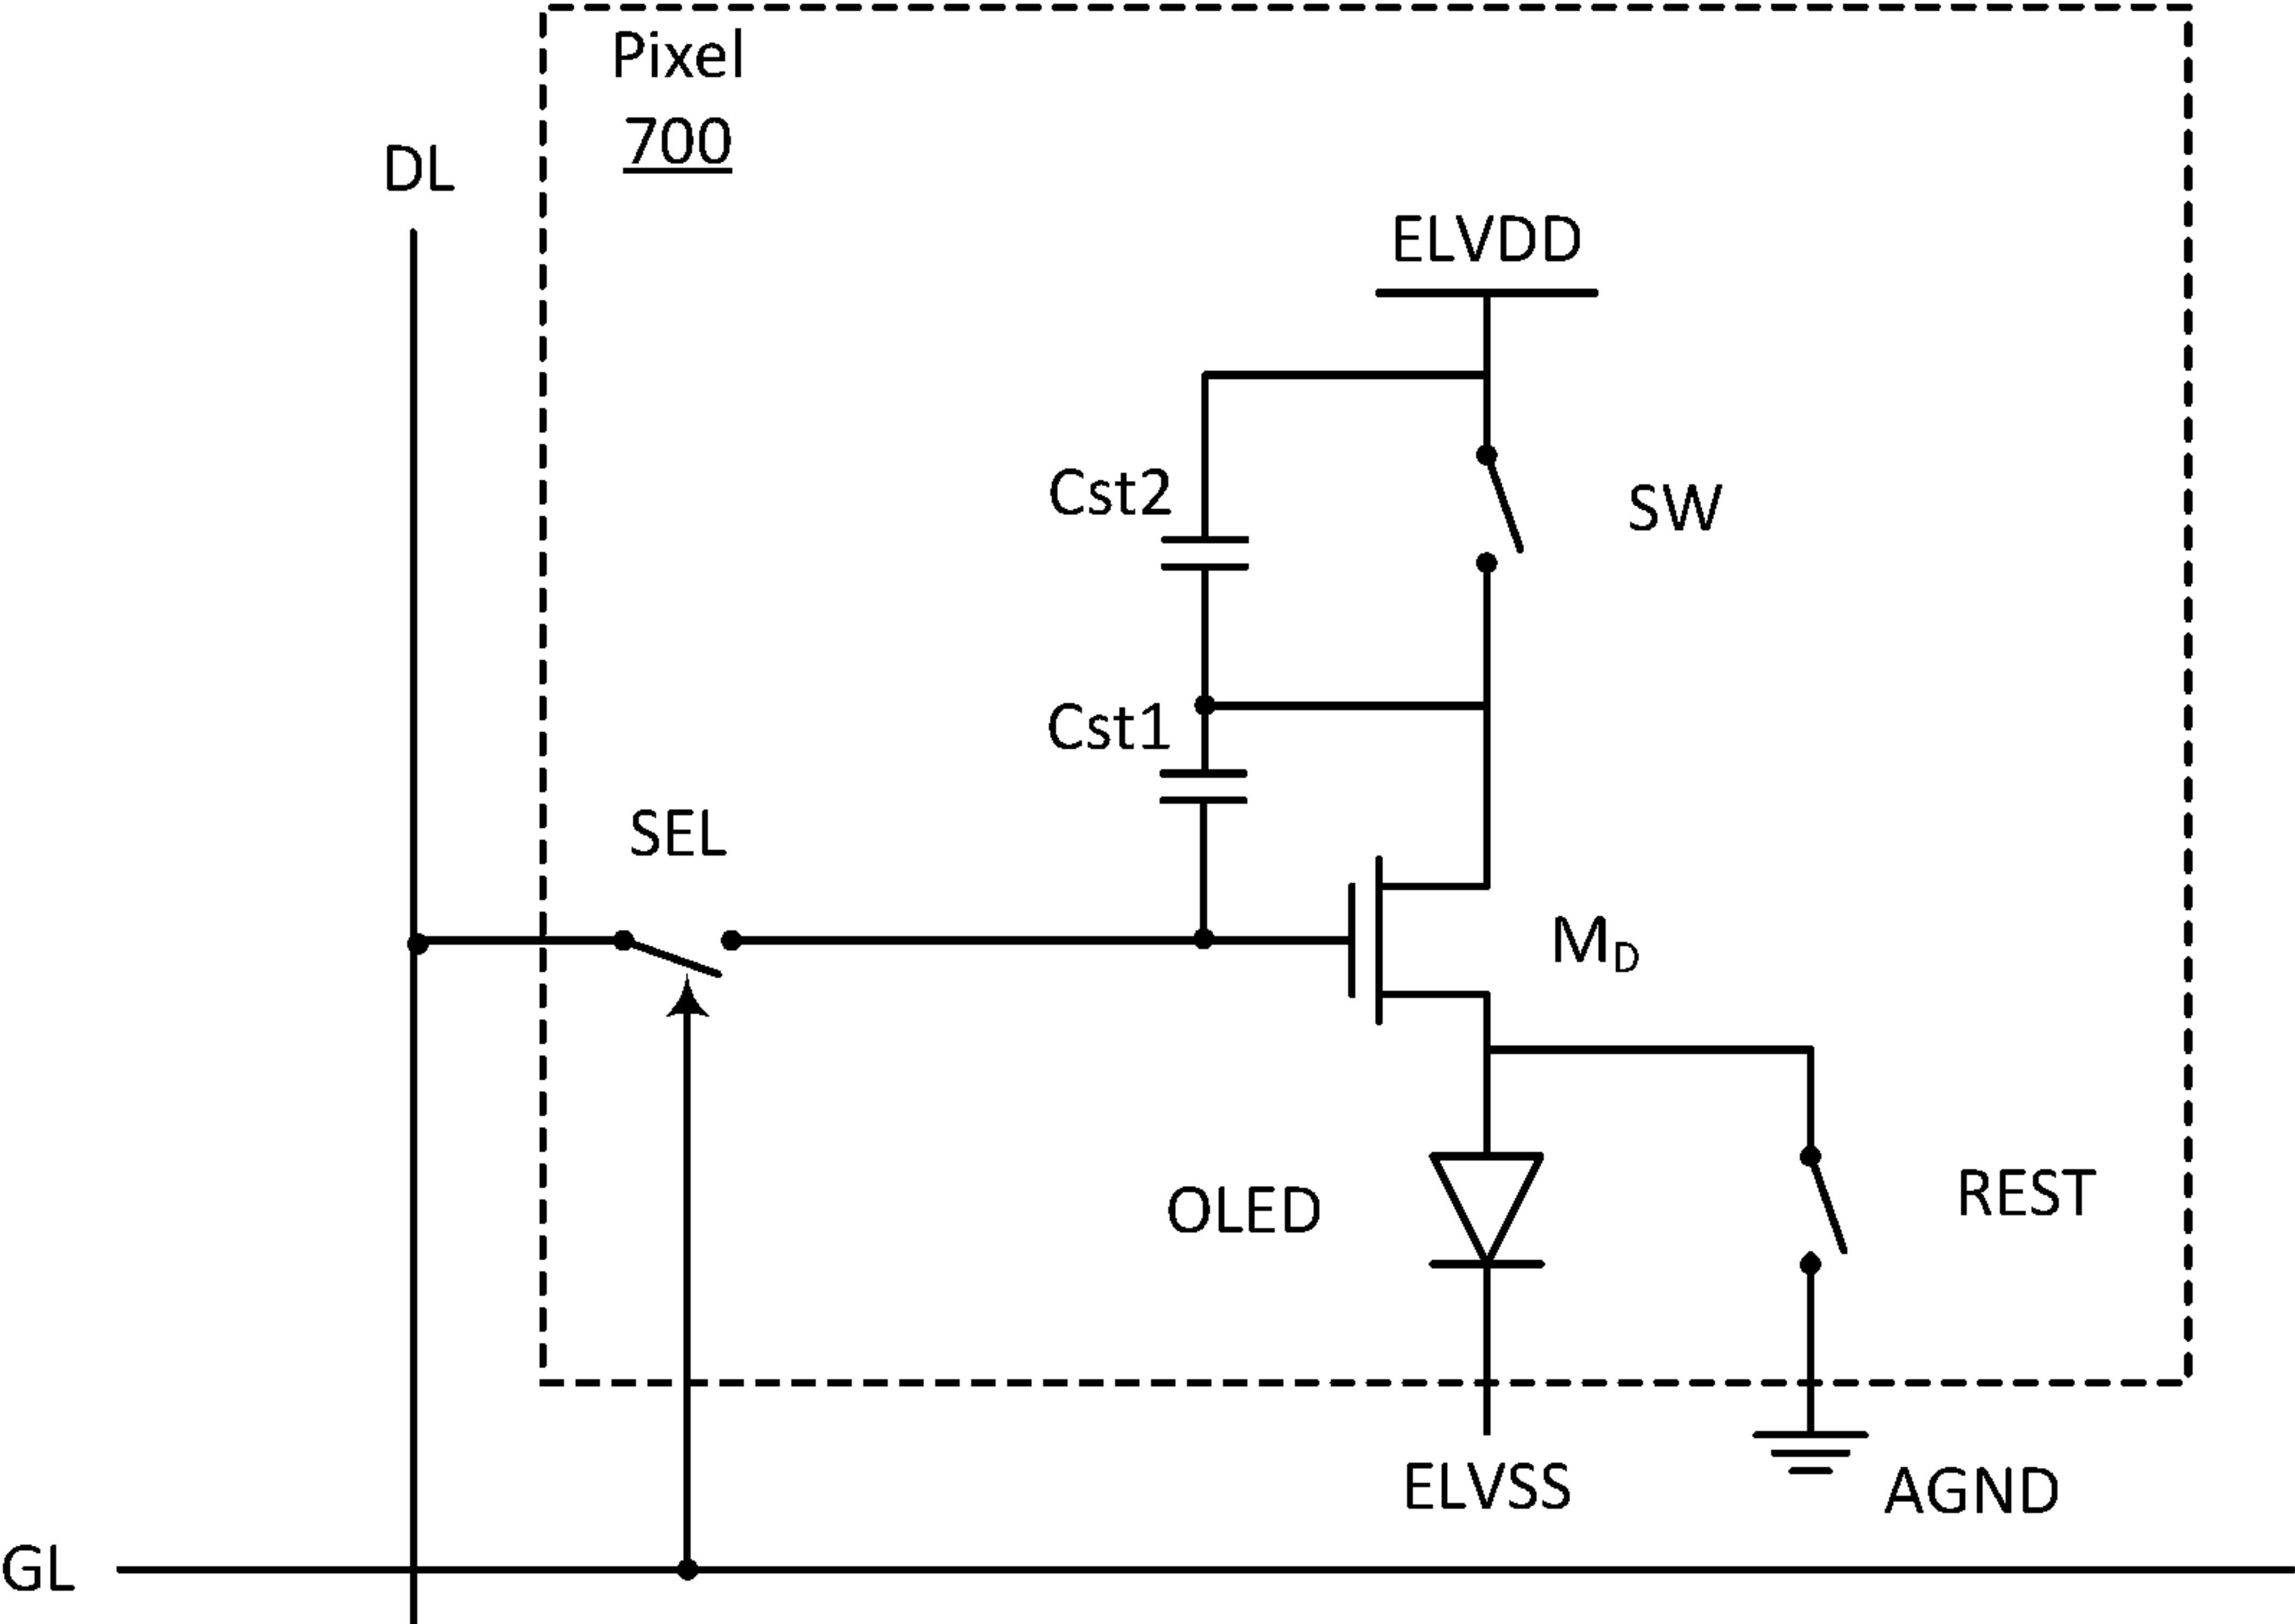 Pixel
700
DL
ELVDD
Cst2
SW
Cst1
SEL
MD
OLED
REST
ELVSS
AGND
GL